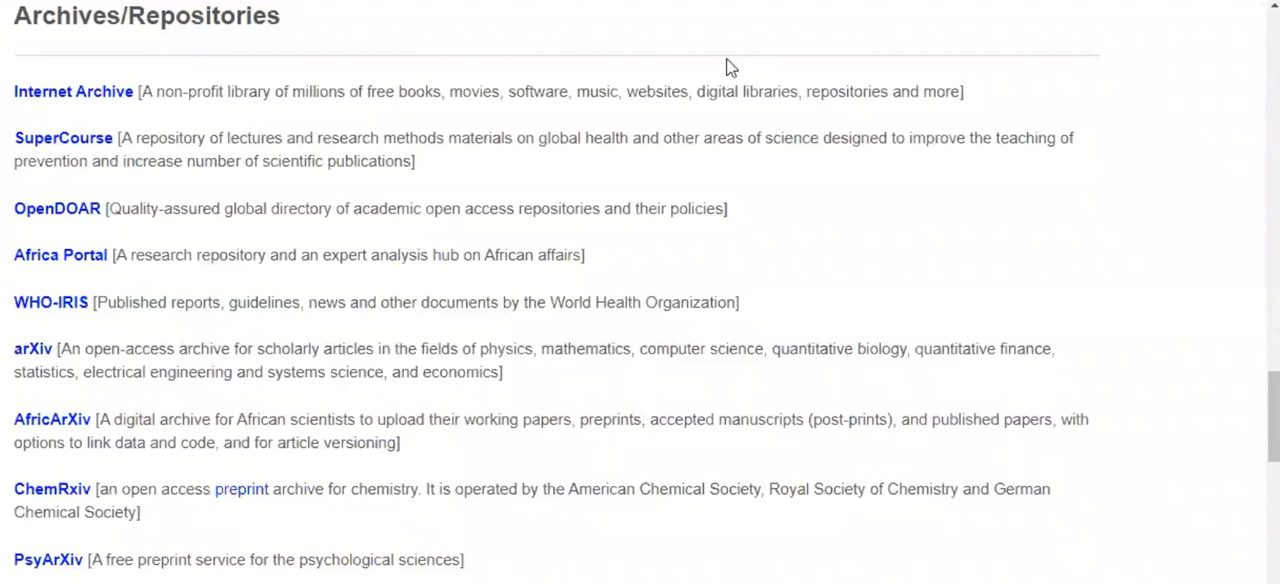 Archives/Repositories
Internet Archive [A non-profit library of millions of free books, movies, software, music, websites, digital libraries, repositories and more]
SuperCourse [A repository of lectures and research methods materials on global health and other areas of science designed to improve the teaching of
prevention and increase number of scientific publications]
OpenDOAR [Quality-assured global directory of academic open access repositories and their policies]
Africa Portal [A research repository and an expert analysis hub on African affairs]
WHO-IRIS [Published reports, guidelines, news and other documents by the World Health Organization]
arXiv [An open-access archive for scholarly articles in the fields of physics, mathematics, computer science, quantitative biology, quantitative finance,
statistics, electrical engineering and systems science, and economics]
AfricArXiv [A digital archive for African scientists to upload their working papers, preprints, accepted manuscripts (post-prints), and published papers, with
options to link data and code, and for article versioning]
ChemRxiv [an open access preprint archive for chemistry. It is operated by the American Chemical Society, Royal Society of Chemistry and German
Chemical Society]
PsyArXiv [A free preprint service for the psychological sciences]